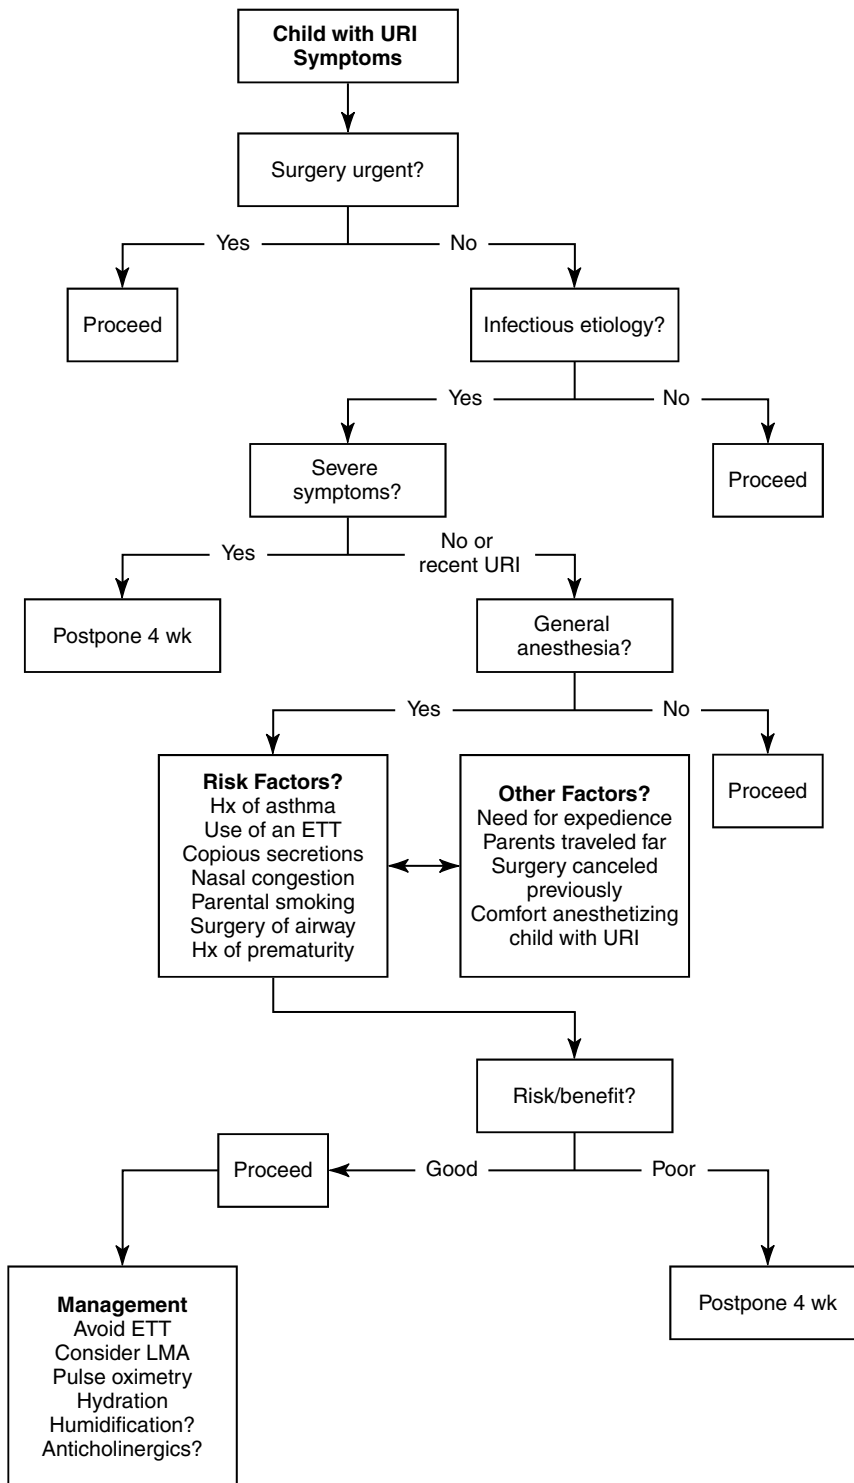 Child with URI
Symptoms
Surgery urgent?
Yes
No
Proceed
Infectious etiology?
Yes
No
Severe
symptoms?
Proceed
Yes
No or
recent URI
Postpone 4 wk
General
anesthesia?
Yes
No
Risk Factors?
Hx of asthma
Use of an ETT
Copious secretions
Nasal congestion
Parental smoking
Surgery of airway
Hx of prematurity
Other Factors?
Need for expedience
Parents traveled far
Surgery canceled
previously
Comfort anesthetizing
child with URI
Proceed
Risk/benefit?
Proceed
Good
Poor
Management
Avoid ETT
Consider LMA
Pulse oximetry
Hydration
Humidification?
Anticholinergics?
Postpone 4 wk